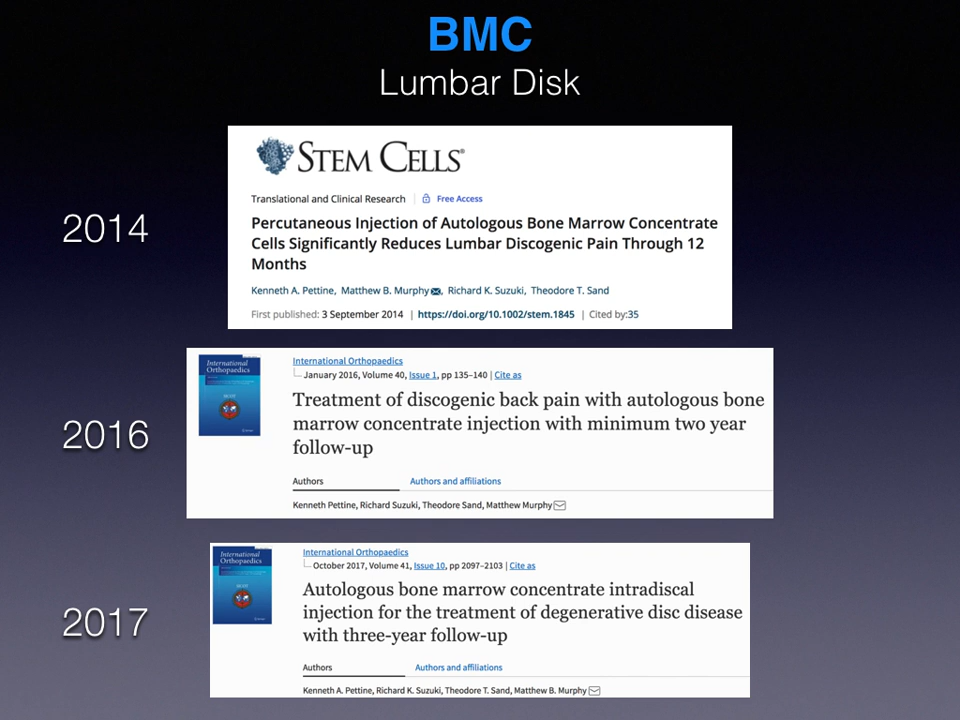 BMC
Lumbar Disk
2014
STEM CELLS®
Translational and Clinical Research | Free Access
Percutaneous Injection of Autologous Bone Marrow Concentrate
Cells Significantly Reduces Lumbar Discogenic Pain Through 12
Months
Kenneth A. Pettine, Matthew B. Murphy, Richard K. Suzuki, Theodore T. Sand
First published: 3 September 2014 | https://doi.org/10.1002/stem.1845 | Cited by:35
2016
International
Orthopaedics
International Orthopaedics
January 2016, Volume 40, Issue 1, pp 135–140 | Cite as
Treatment of discogenic back pain with autologous bone
marrow concentrate injection with minimum two year
follow-up
Authors Authors and affiliations
Kenneth Pettine, Richard Suzuki, Theodore Sand, Matthew Murphy
2017
International
Orthopaedics
International Orthopaedics
October 2017, Volume 41, Issue 10, pp 2097–2103 | Cite as
Autologous bone marrow concentrate intradiscal
injection for the treatment of degenerative disc disease
with three-year follow-up
Authors Authors and affiliations
Kenneth A. Pettine, Richard K. Suzuki, Theodore T. Sand, Matthew B. Murphy